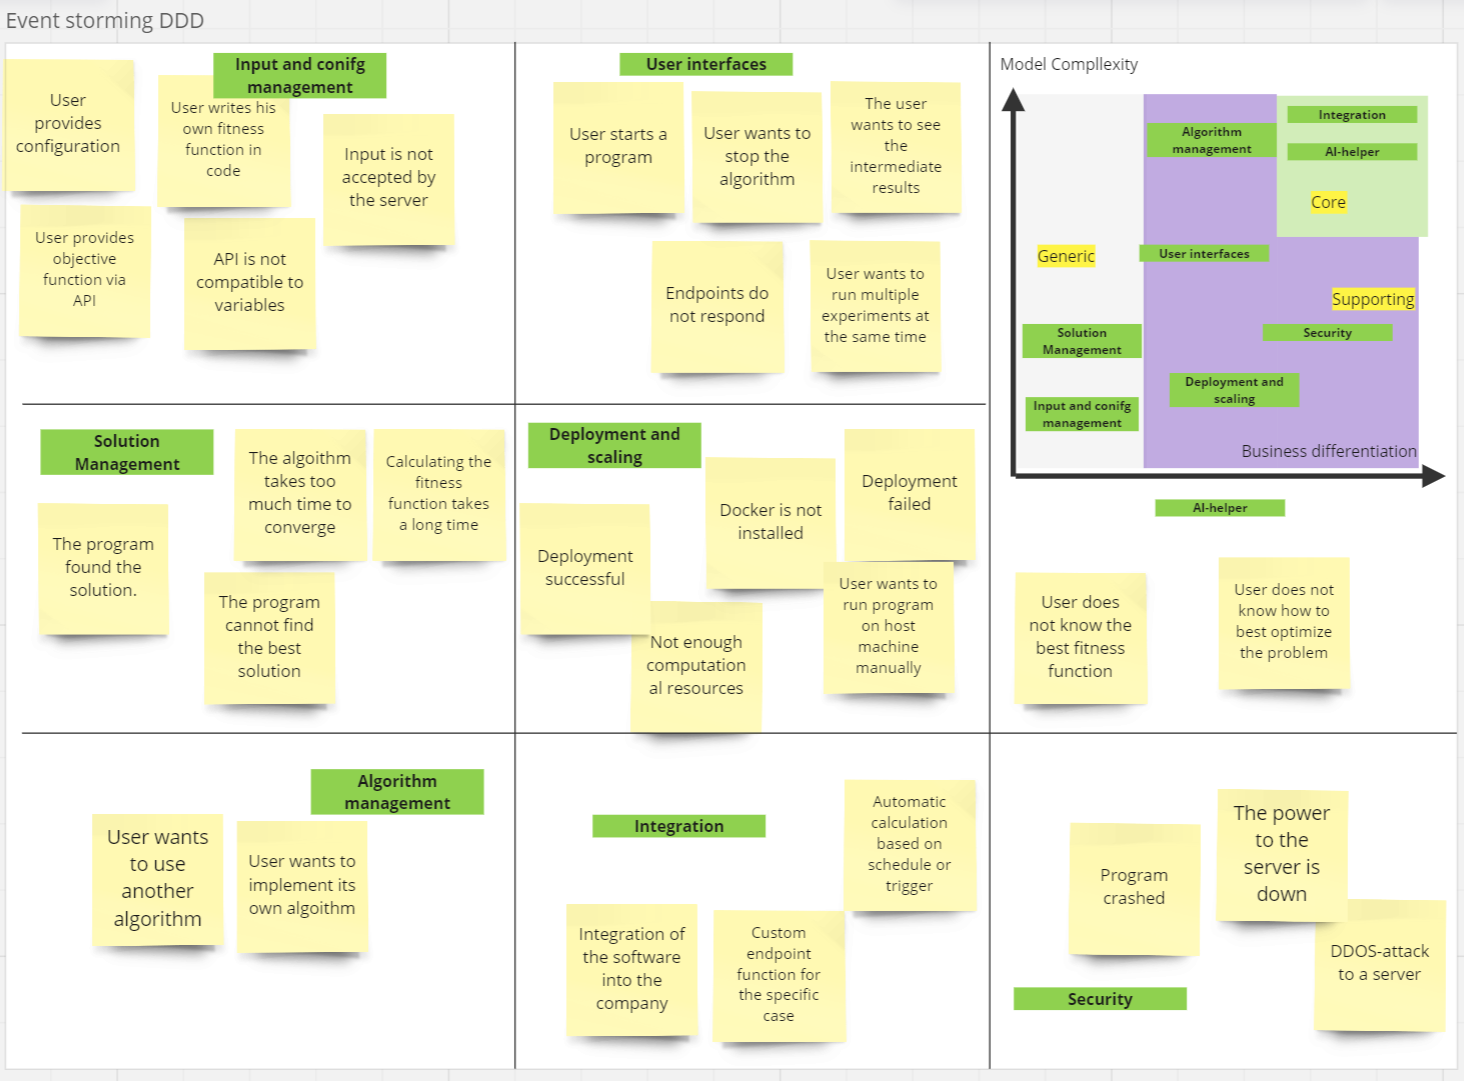 Event storming DDD
Input and conifg
management
User
provides
configuration
User writes his
own fitness
function in
code
Input is not
accepted by
the server
User provides
objective
function via
API
API is not
compatible to
variables
User interfaces
User starts a
program
User wants to
stop the
algorithm
The user
wants to see
the
intermediate
results
Endpoints do
not respond
User wants to
run multiple
experiments at
the same time
Model Compllexity
Algorithm
management
Integration
AI-helper
Core
Generic
User interfaces
Supporting
Solution
Management
Security
Deployment and
scaling
Input and conifg
management
Business differentiation
Solution
Management
The algoithm
takes too
much time to
converge
Calculating the
fitness
function takes
a long time
The program
found the
solution.
The program
cannot find
the best
solution
Deployment and
scaling
Deployment
successful
Docker is not
installed
Deployment
failed
Not enough
computation
al resources
User wants to
run program
on host
machine
manually
AI-helper
User does
not know the
best fitness
function
User does not
know how to
best optimize
the problem
Algorithm
management
User wants
to use
another
algorithm
User wants to
implement its
own algoithm
Integration
Automatic
calculation
based on
schedule or
trigger
Integration of
the software
into the
company
Custom
endpoint
function for
the specific
case
Program
crashed
The power
to the
server is
down
DDOS-attack
to a server
Security